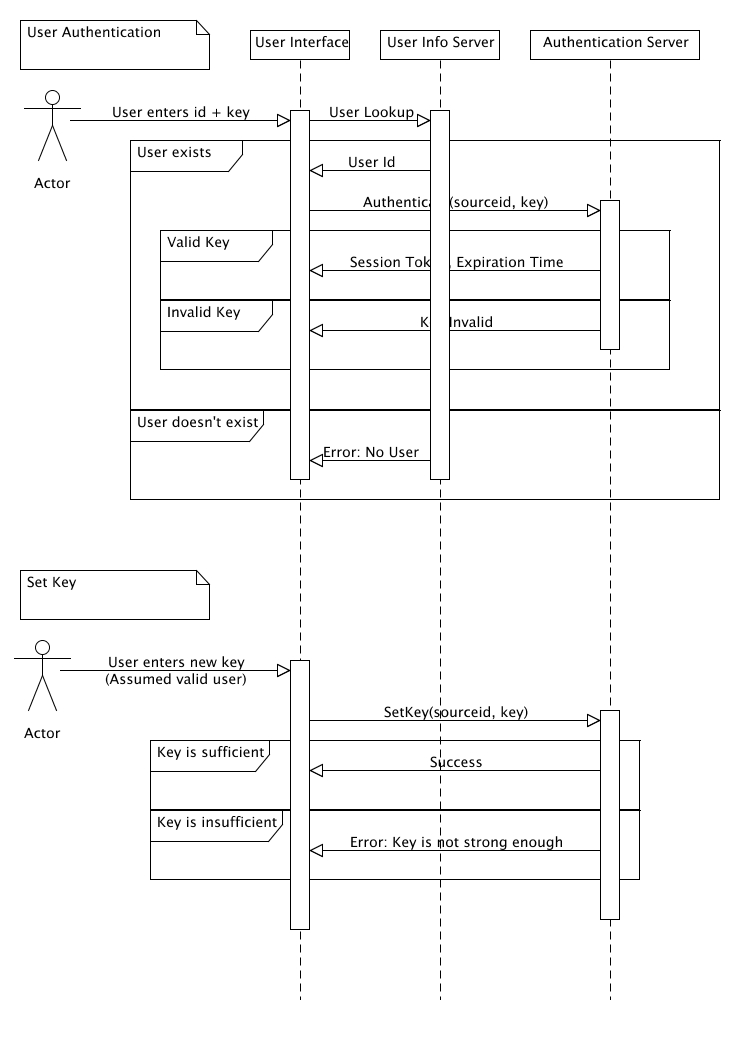 User Authentication
User Interface
User Info Server
Authentication Server
User enters id + key
User Lookup
Actor
User exists
User Id
Authentica (sourceid, key)
Valid Key
Session Tok , Expiration Time
Invalid Key
K Invalid
User doesn't exist
Error: No User
Set Key
User enters new key
(Assumed valid user)
Actor
SetKey(sourceid, key)
Key is sufficient
Success
Key is insufficient
Error: Key is not strong enough